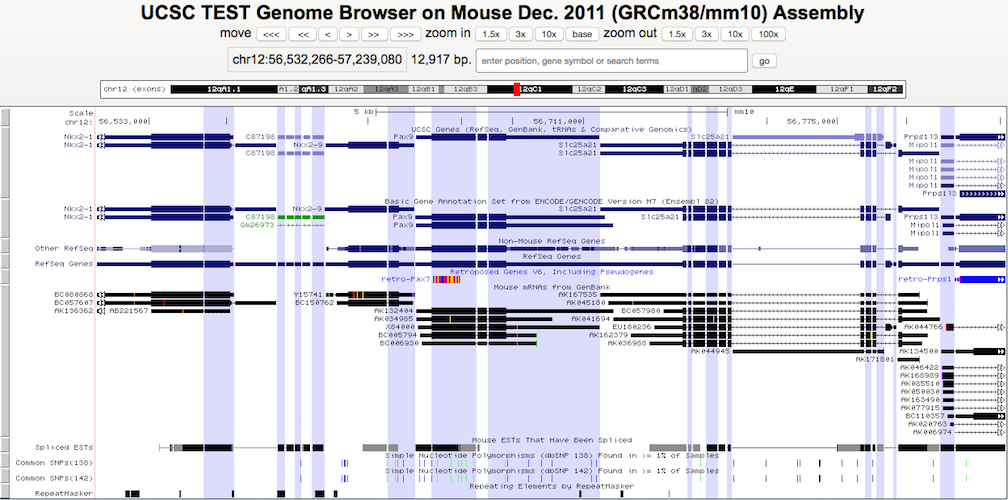 UCSC TEST Genome Browser on Mouse Dec. 2011 (GRCm38/mm10) Assembly
move <<< << < > >> >>> zoom in 1.5x 3x 10x base zoom out 1.5x 3x 10x 100x
chr12:56,532,266-57,239,080 12,917 bp. enter position, gene symbol or search terms go
chr12 (exons) 12qA1.1 A1.2 qA1.3 12qA2 12qA3 12qB1 12qB3 12qC1 12qC2 12qC3 12qD1 qD2 12qD3 12qE 12qF1 12qF2
Scale 5 kb mm10
chr12: 56,533,000 56,711,000 56,775,000
UCSC Genes (RefSeq, GenBank, tRNAs & Comparative Genomics)
Nkx2-1 C87198 Pax9 Slc25a21 Prps1l3
Nkx2-1 Nkx2-9 Slc25a21 Mipol1
C87198 Slc25a21 Mipol1
Mipol1
Mipol1
Mipol1
Prps1l3
Basic Gene Annotation Set from ENCODE/GENCODE Version M7 (Ensembl 82)
Nkx2-1 Nkx2-9 Slc25a21
Nkx2-1 C87198 Pax9 Slc25a21 Prps1l3
Gm26973 Pax9 Mipol1
Mipol1
Non-Mouse RefSeq Genes
Other RefSeq
RefSeq Genes
RefSeq Genes
Retroposed Genes V6, Including Pseudogenes
retro-Pax7 retro-Prps1
Mouse mRNAs from GenBank
BC080868 Y15741 AK167535
BC057607 BC150762 AK045180
AK136362 AB221567 AK132404 BC057980
AK034985 AK041694
X84000 EU180236 AK044766
BC005794 AK162379
BC006930 AK036988
AK044945 AK134500
AK171801
AK046422
AK168989
AK085510
AK050030
AK163490
AK077915
BC110357
AK020763
AK006974
Mouse ESTs That Have Been Spliced
Spliced ESTs
Simple Nucleotide Polymorphisms (dbSNP 138) Found in >= 1% of Samples
Common SNPs(138)
Simple Nucleotide Polymorphisms (dbSNP 142) Found in >= 1% of Samples
Common SNPs(142)
Repeating Elements by RepeatMasker
RepeatMasker